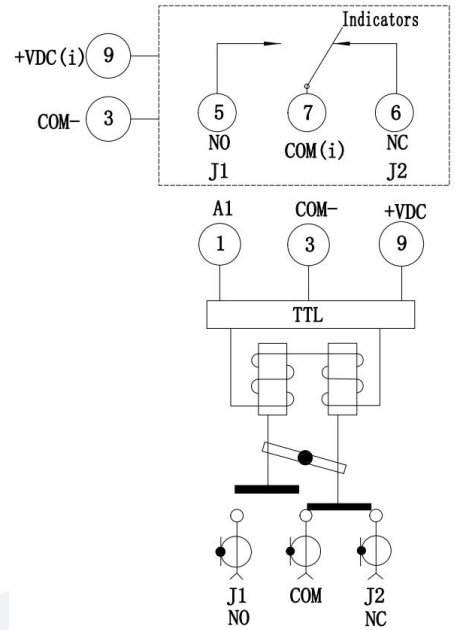 Indicators
+VDC(i) 9
COM- 3
5 7 6
NO COM(i) NC
J1 J2
A1 COM- +VDC
1 3 9
TTL
J1 COM J2
NO NC